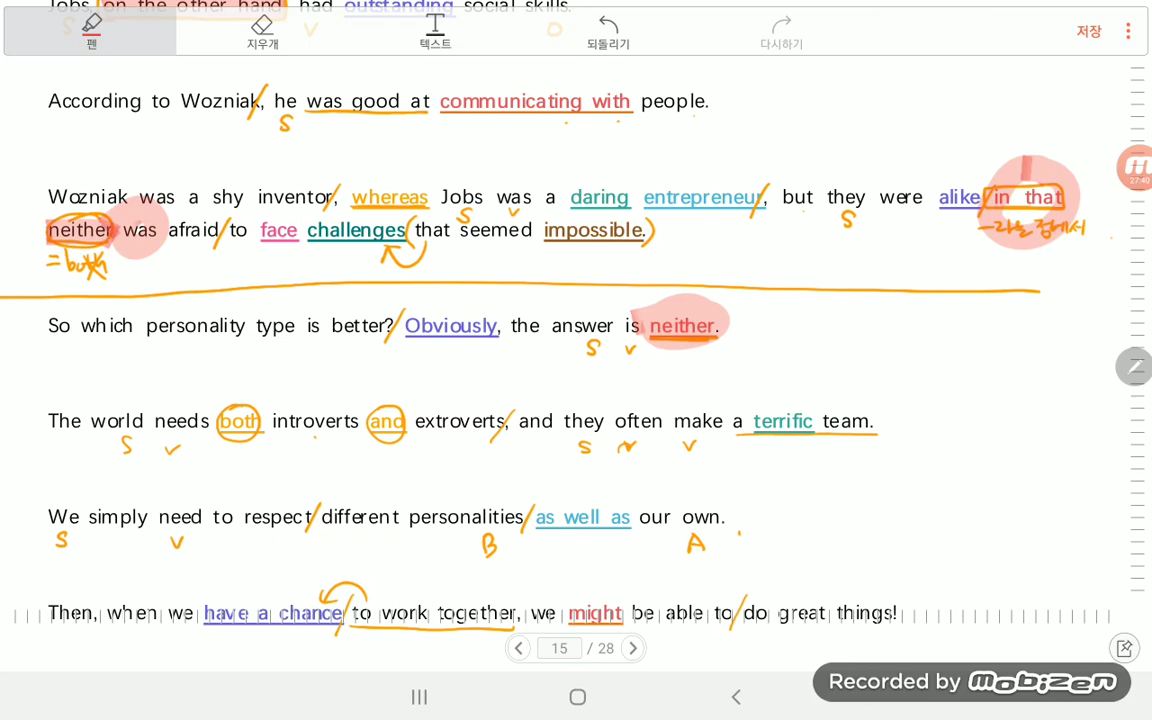 Jobs on the other hand had outstanding social skills.
S V O
펜 지우개 텍스트 되돌리기 다시하기 저장
According to Wozniak, he was good at communicating with people.
S
27:40
Wozniak was a shy inventor, whereas Jobs was a daring entrepreneur, but they were alike in that
S v S -라는 점에서
neither was afraid to face challenges that seemed impossible.
= both
So which personality type is better? Obviously, the answer is neither.
S v
The world needs both introverts and extroverts, and they often make a terrific team.
S v S v
We simply need to respect different personalities as well as our own.
S v B A
Then, when we have a chance to work together, we might be able to do great things!
15 / 28
Recorded by mobizen